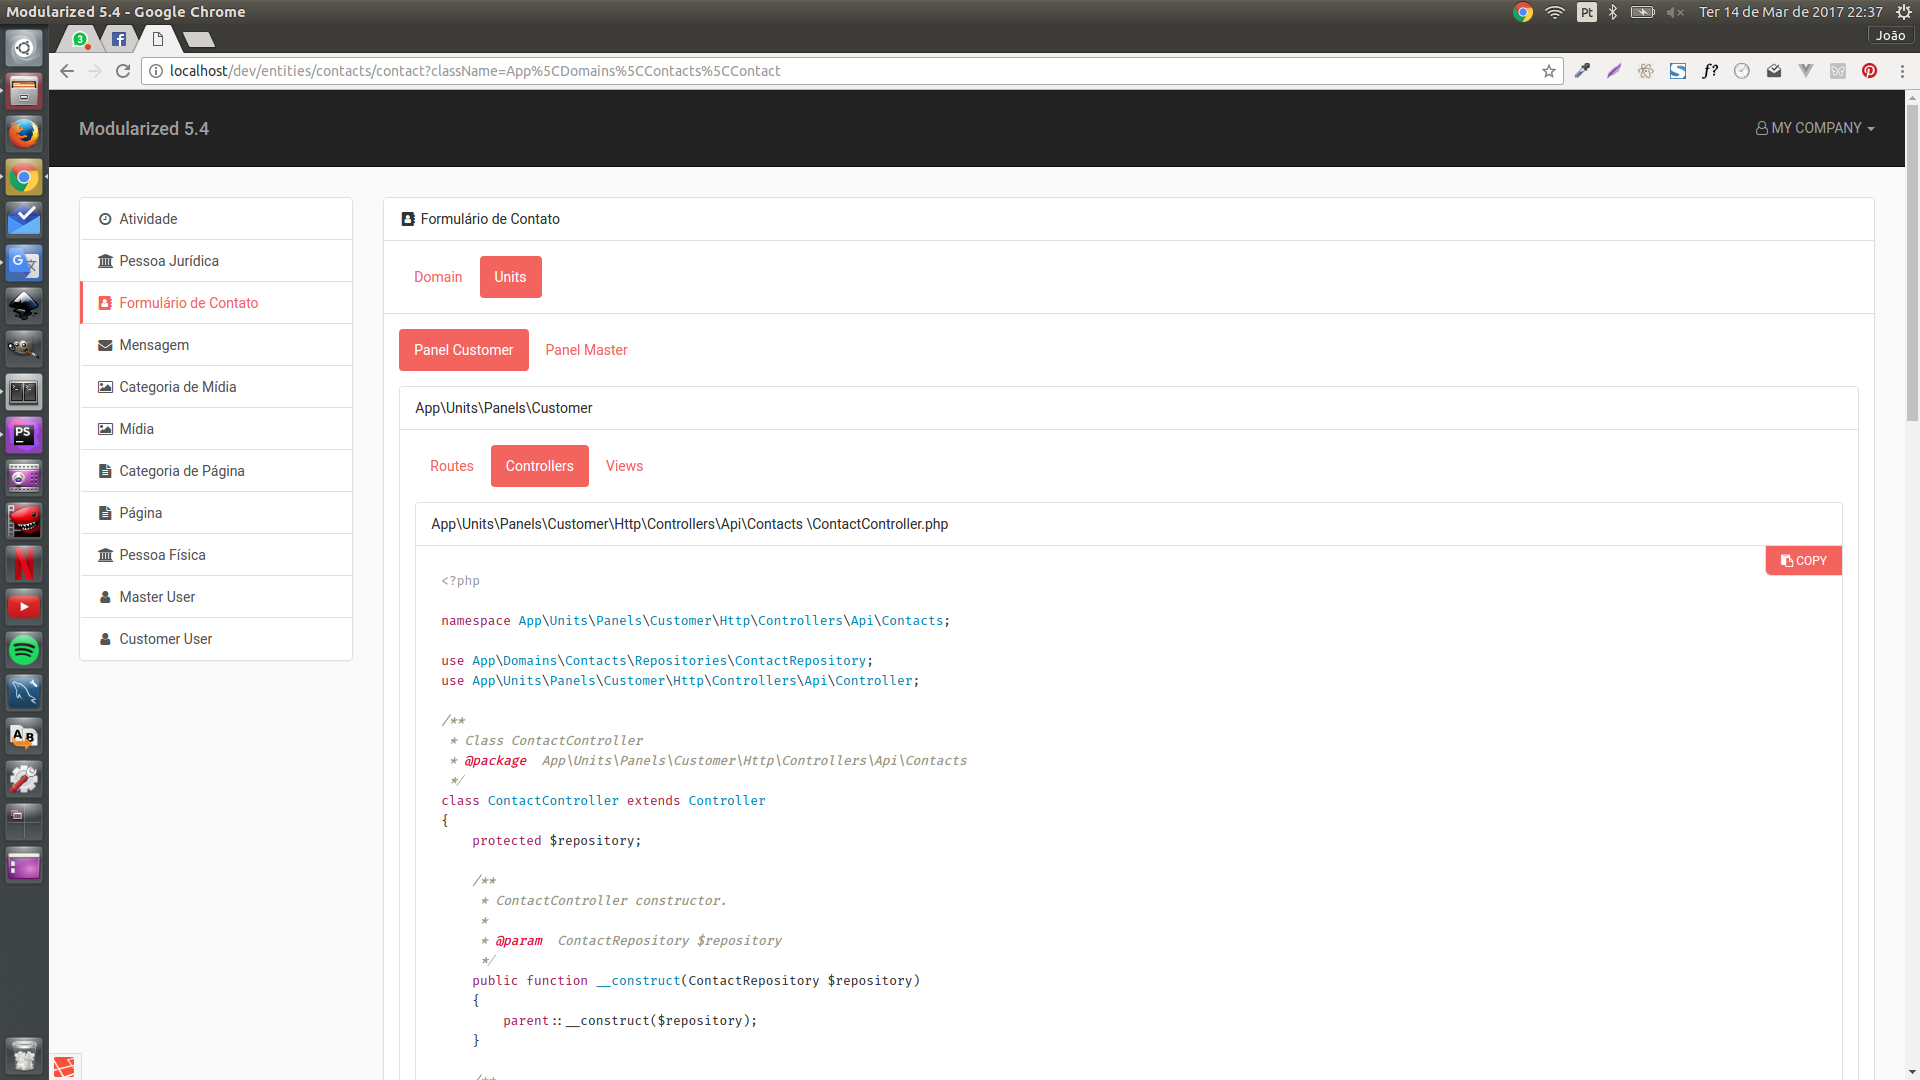 Modularized 5.4 - Google Chrome
Pt
Ter 14 de Mar de 2017 22:37
3
João
localhost/dev/entities/contacts/contact?className=App%5CDomains%5CContacts%5CContact
f?
Modularized 5.4
MY COMPANY
Atividade
Pessoa Jurídica
Formulário de Contato
Mensagem
Categoria de Mídia
Mídia
Categoria de Página
Página
Pessoa Física
Master User
Customer User
Formulário de Contato
Domain
Units
Panel Customer
Panel Master
App\Units\Panels\Customer
Routes
Controllers
Views
App\Units\Panels\Customer\Http\Controllers\Api\Contacts \ContactController.php
COPY
<?php
namespace App\Units\Panels\Customer\Http\Controllers\Api\Contacts;
use App\Domains\Contacts\Repositories\ContactRepository;
use App\Units\Panels\Customer\Http\Controllers\Api\Controller;
/**
* Class ContactController
* @package App\Units\Panels\Customer\Http\Controllers\Api\Contacts
*/
class ContactController extends Controller
{
protected $repository;
/**
* ContactController constructor.
*
* @param ContactRepository $repository
*/
public function __construct(ContactRepository $repository)
{
parent::__construct($repository);
}
/**
PS